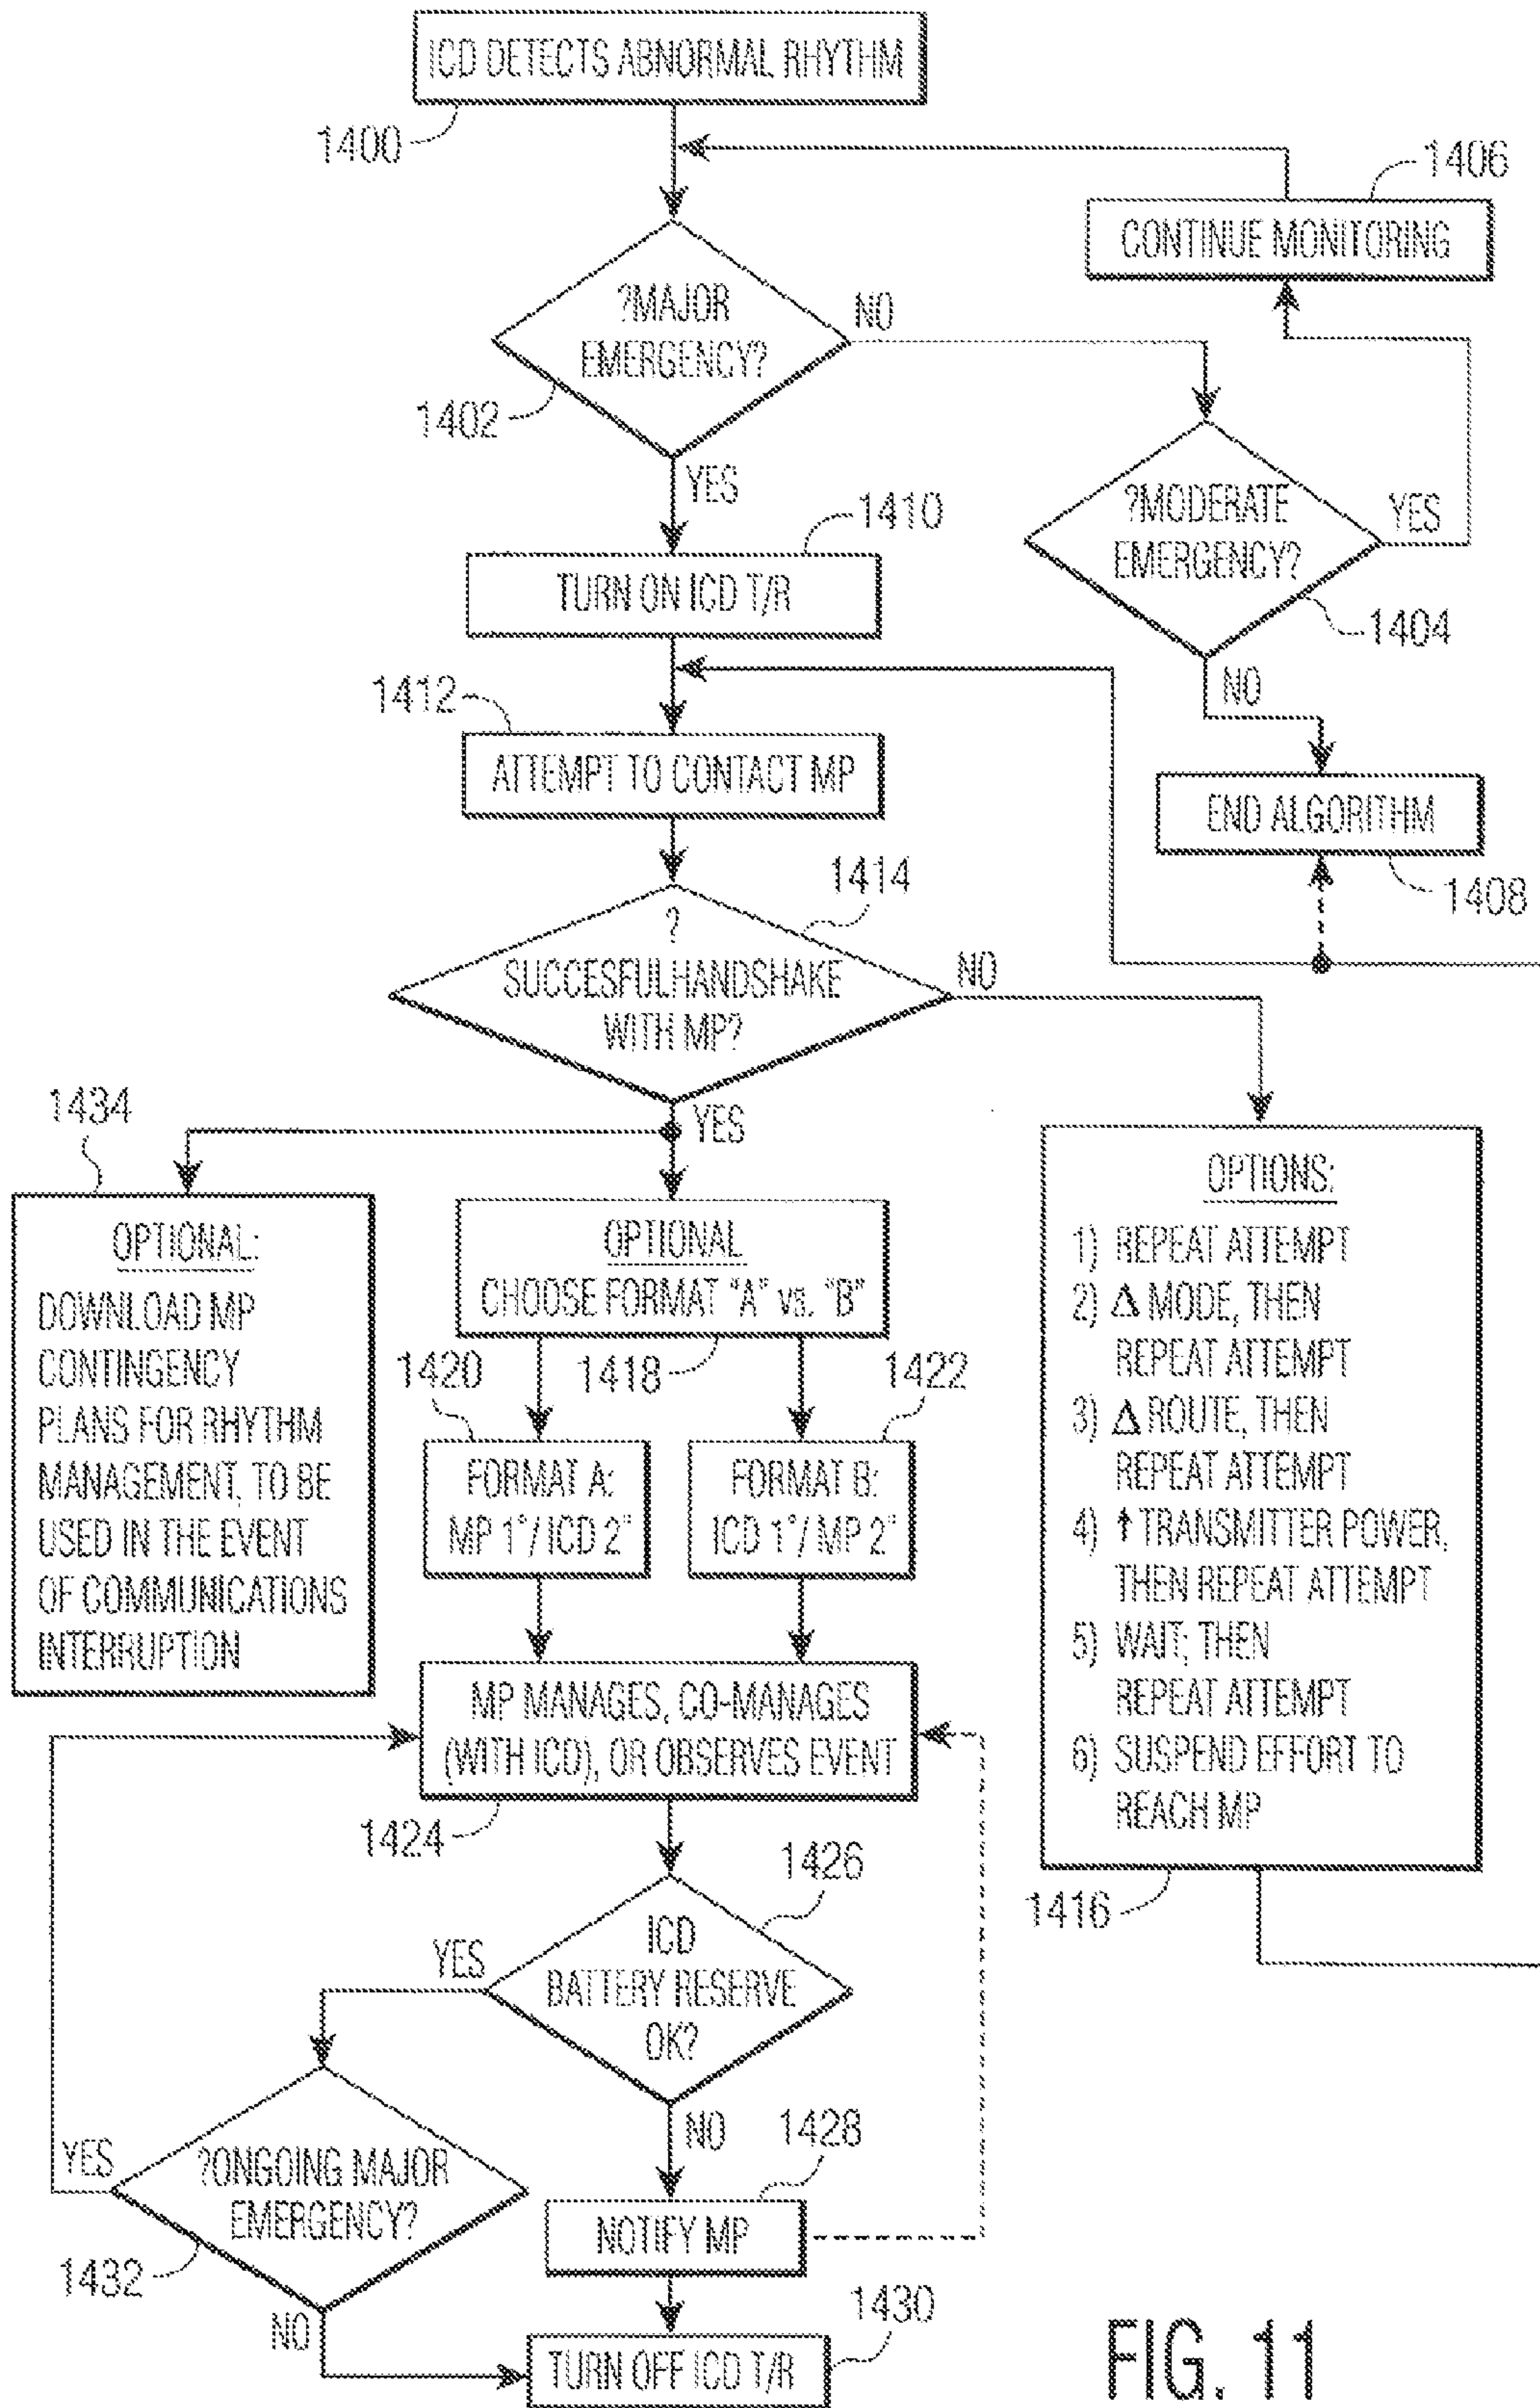 ICD DETECTS ABNORMAL RHYTHM
1400
1406
CONTINUE MONITORING
?MAJOR
EMERGENCY?
NO
1402
YES
?MODERATE
EMERGENCY?
YES
1404
NO
1410
TURN ON ICD T/R
1412
ATTEMPT TO CONTACT MP
END ALGORITHM
1408
1414
?
SUCCESFULHANDSHAKE
WITH MP?
NO
YES
1434
OPTIONAL:
DOWNLOAD MP
CONTINGENCY
PLANS FOR RHYTHM
MANAGEMENT, TO BE
USED IN THE EVENT
OF COMMUNICATIONS
INTERRUPTION
OPTIONAL
CHOOSE FORMAT "A" vs. "B"
1420
1418
1422
FORMAT A:
MP 1°/ ICD 2°
FORMAT B:
ICD 1°/ MP 2°
OPTIONS:
1) REPEAT ATTEMPT
2) Δ MODE, THEN
REPEAT ATTEMPT
3) Δ ROUTE, THEN
REPEAT ATTEMPT
4) ↑ TRANSMITTER POWER,
THEN REPEAT ATTEMPT
5) WAIT; THEN
REPEAT ATTEMPT
6) SUSPEND EFFORT TO
REACH MP
1416
MP MANAGES, CO-MANAGES
(WITH ICD), OR OBSERVES EVENT
1424
1426
ICD
BATTERY RESERVE
OK?
YES
NO
1428
?ONGOING MAJOR
EMERGENCY?
YES
1432
NO
NOTIFY MP
1430
TURN OFF ICD T/R
FIG. 11